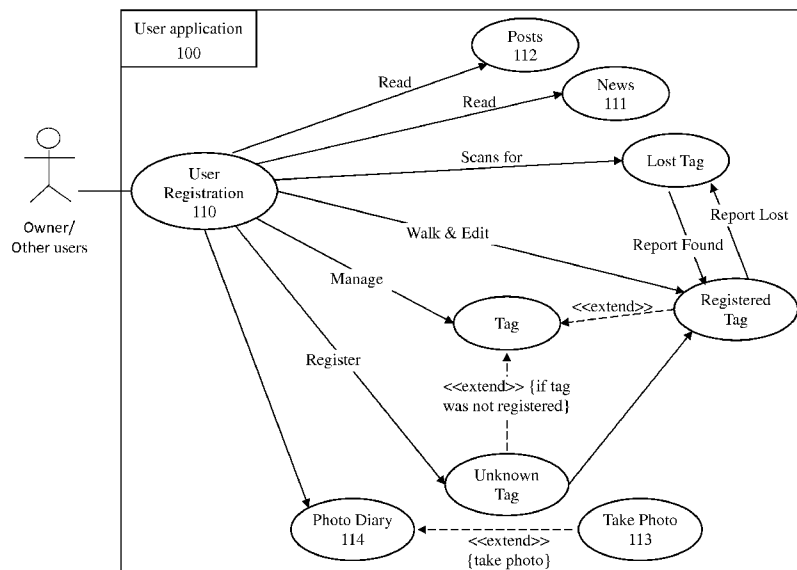 User application
100
Posts
112
News
111
Read
Read
Scans for
Lost Tag
User
Registration
110
Owner/
Other users
Report Lost
Walk & Edit
Report Found
Manage
<<extend>>
Registered
Tag
Tag
Register
<<extend>> {if tag
was not registered}
Unknown
Tag
Photo Diary
114
<<extend>>
{take photo}
Take Photo
113